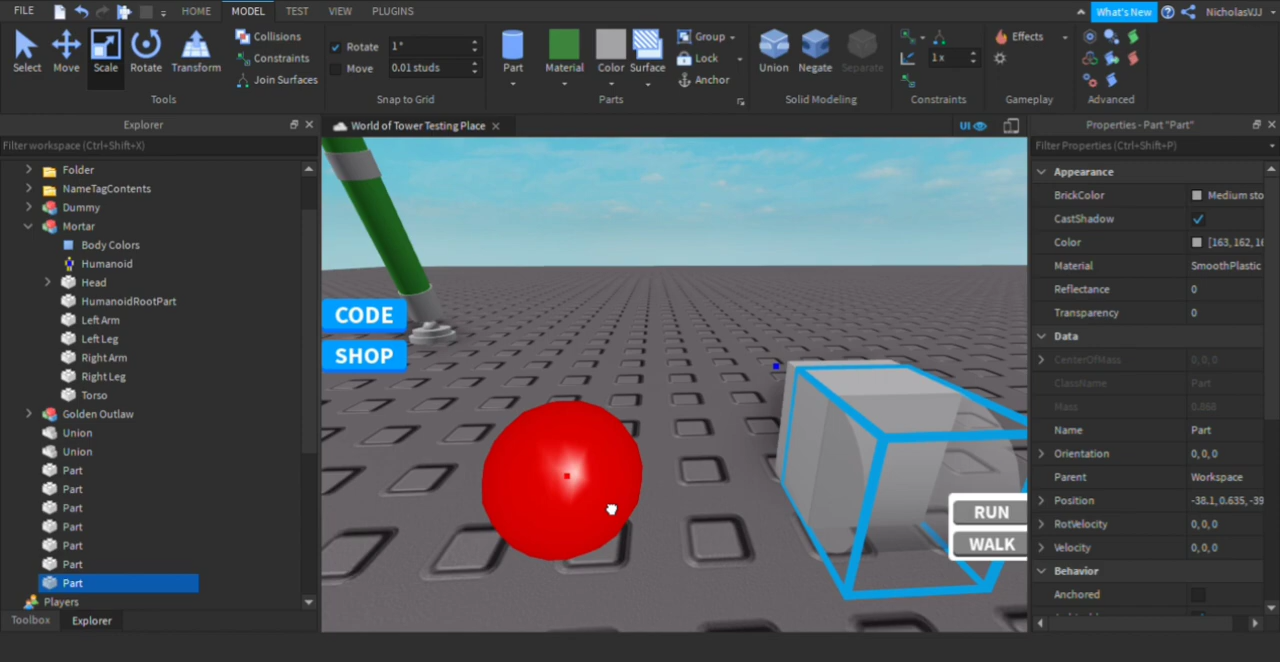 FILE HOME MODEL TEST VIEW PLUGINS What's New NicholasVJJ
Select Move Scale Rotate Transform
Collisions
Constraints
Join Surfaces
Tools
Rotate 1°
Move 0.01 studs
Snap to Grid
Part Material Color Surface
Group
Lock
Anchor
Parts
Union Negate Separate
Solid Modeling
1x
Constraints
Effects
Gameplay
Advanced
Explorer
Filter workspace (Ctrl+Shift+X)
Folder
NameTagContents
Dummy
Mortar
Body Colors
Humanoid
Head
HumanoidRootPart
Left Arm
Left Leg
Right Arm
Right Leg
Torso
Golden Outlaw
Union
Union
Part
Part
Part
Part
Part
Part
Part
Players
Toolbox Explorer
World of Tower Testing Place
UI
CODE
SHOP
RUN
WALK
Properties - Part "Part"
Filter Properties (Ctrl+Shift+P)
Appearance
BrickColor Medium sto
CastShadow
Color [163, 162, 16
Material SmoothPlastic
Reflectance 0
Transparency 0
Data
CenterOfMass 0, 0, 0
ClassName Part
Mass 0.868
Name Part
Orientation 0, 0, 0
Parent Workspace
Position -38.1, 0.635, -39
RotVelocity 0, 0, 0
Velocity 0, 0, 0
Behavior
Anchored